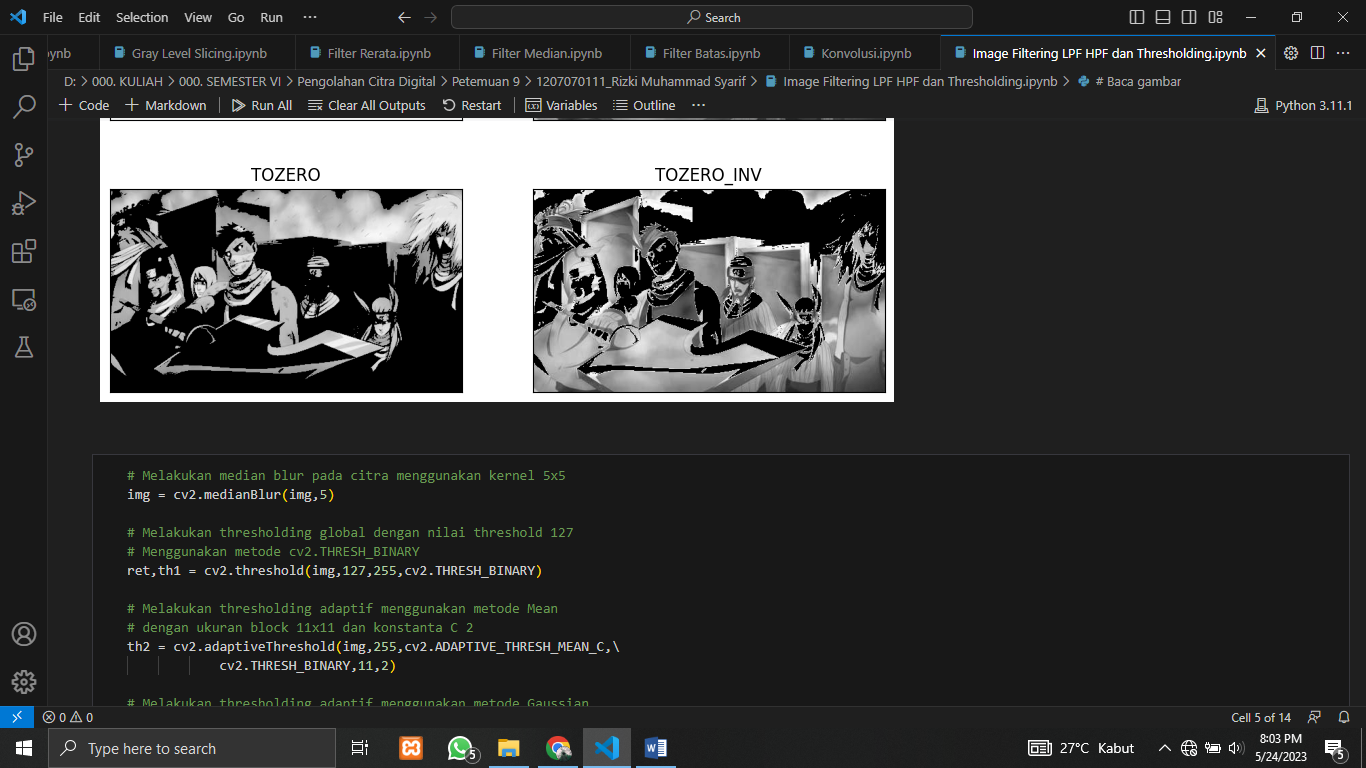 File Edit Selection View Go Run ··· Search
ynb Gray Level Slicing.ipynb Filter Rerata.ipynb Filter Median.ipynb Filter Batas.ipynb Konvolusi.ipynb Image Filtering LPF HPF dan Thresholding.ipynb
D: > 000. KULIAH > 000. SEMESTER VI > Pengolahan Citra Digital > Petemuan 9 > 1207070111_Rizki Muhammad Syarif > Image Filtering LPF HPF dan Thresholding.ipynb > # Baca gambar
+ Code + Markdown Run All Clear All Outputs Restart Variables Outline ··· Python 3.11.1
TOZERO TOZERO_INV
# Melakukan median blur pada citra menggunakan kernel 5x5
img = cv2.medianBlur(img,5)
# Melakukan thresholding global dengan nilai threshold 127
# Menggunakan metode cv2.THRESH_BINARY
ret,th1 = cv2.threshold(img,127,255,cv2.THRESH_BINARY)
# Melakukan thresholding adaptif menggunakan metode Mean
# dengan ukuran block 11x11 dan konstanta C 2
th2 = cv2.adaptiveThreshold(img,255,cv2.ADAPTIVE_THRESH_MEAN_C,\
cv2.THRESH_BINARY,11,2)
# Melakukan thresholding adaptif menggunakan metode Gaussian
0 0 Cell 5 of 14
Type here to search 5 27°C Kabut 8:03 PM 5
5/24/2023